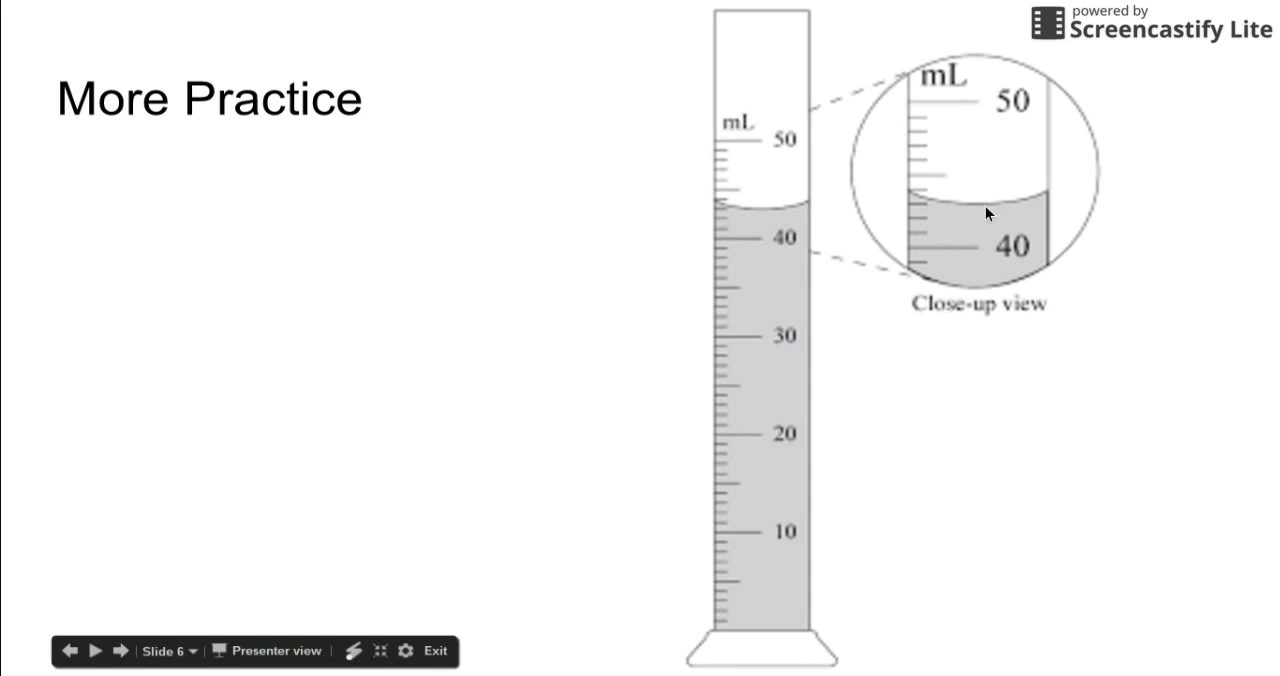 powered by
Screencastify Lite
More Practice
mL
50
40
30
20
10
mL
50
40
Close-up view
Slide 6
Presenter view
Exit